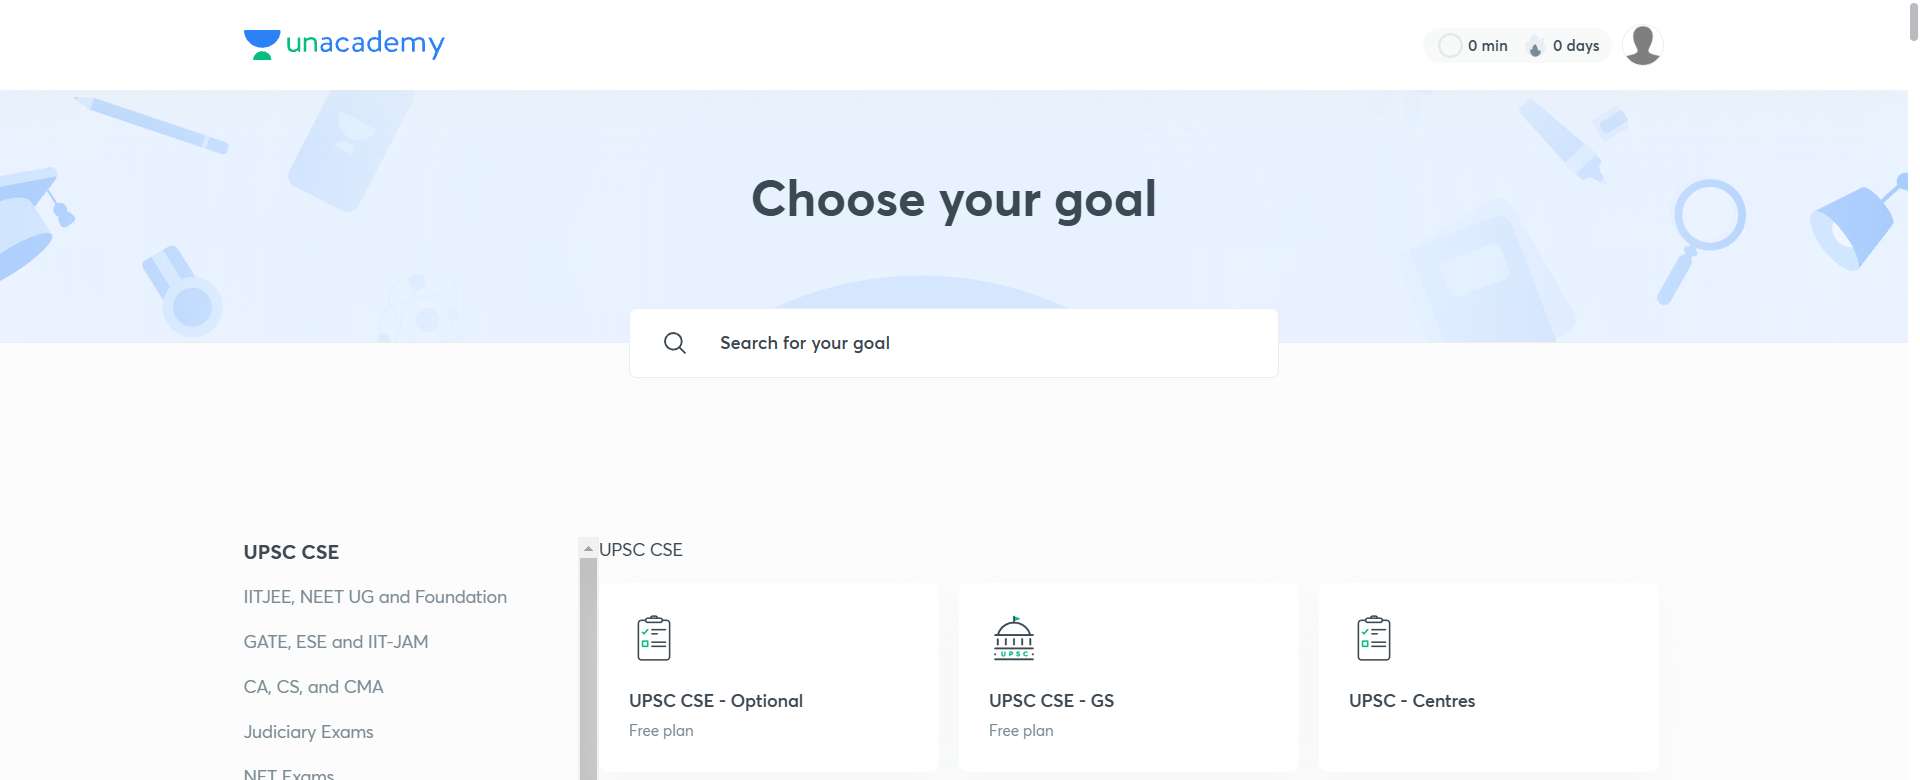 unacademy
0 min
0 days
Choose your goal
Search for your goal
UPSC CSE
IITJEE, NEET UG and Foundation
GATE, ESE and IIT-JAM
CA, CS, and CMA
Judiciary Exams
NET Exams
UPSC CSE
UPSC CSE - Optional
Free plan
UPSC
UPSC CSE - GS
Free plan
UPSC - Centres